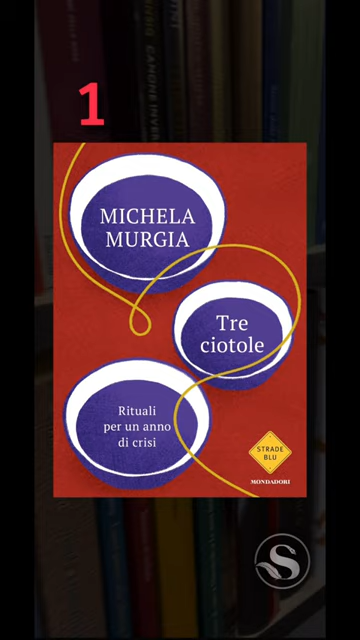 1
MICHELA
MURGIA
Tre
ciotole
Rituali
per un anno
di crisi
STRADE
BLU
MONDADORI
S